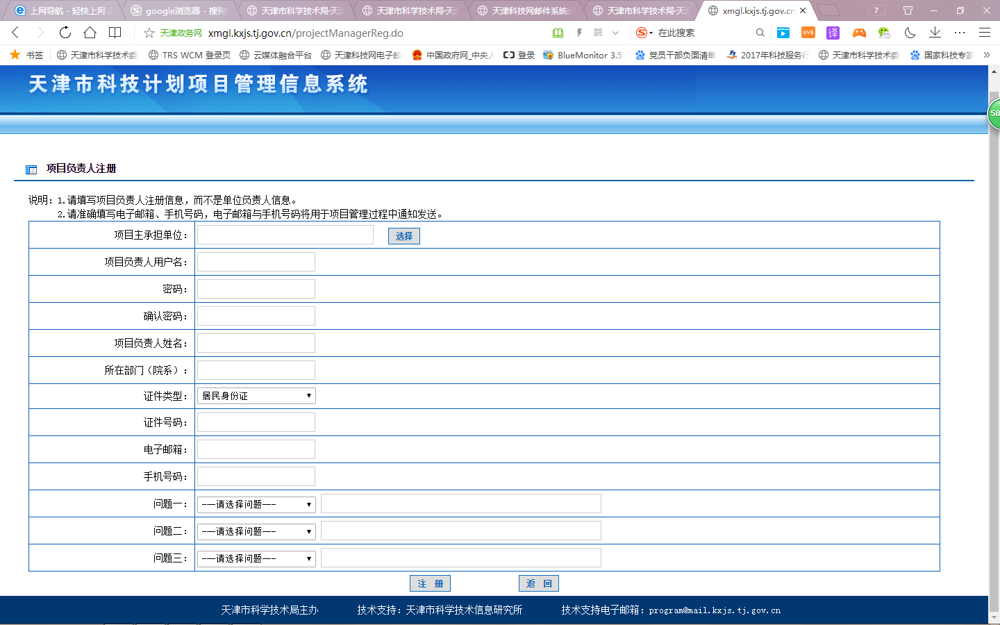 上网导航 - 轻快上网
google浏览器 - 搜狗
天津市科学技术局-天
天津市科学技术局-天
天津科技网邮件系统
天津市科学技术局-天
xmgl.kxjs.tj.gov.cn
7
天津政务网 xmgl.kxjs.tj.gov.cn/projectManagerReg.do
在此搜索
LIVE
译
书签
天津市科学技术委
TRS WCM 登录页
云媒体融合平台
天津科技网电子邮
中国政府网_中央人
登录
BlueMonitor 3.5
党员干部负面清单
2017年科技服务行
天津市科学技术委
国家科技专家
天津市科技计划项目管理信息系统
58
项目负责人注册
说明：1.请填写项目负责人注册信息，而不是单位负责人信息。
2.请准确填写电子邮箱、手机号码，电子邮箱与手机号码将用于项目管理过程中通知发送。
项目主承担单位： 选择
项目负责人用户名：
密码：
确认密码：
项目负责人姓名：
所在部门（院系）：
证件类型： 居民身份证
证件号码：
电子邮箱：
手机号码：
问题一： ---请选择问题---
问题二： ---请选择问题---
问题三： ---请选择问题---
注 册 返 回
天津市科学技术局主办 技术支持：天津市科学技术信息研究所 技术支持电子邮箱：program@mail.kxjs.tj.gov.cn